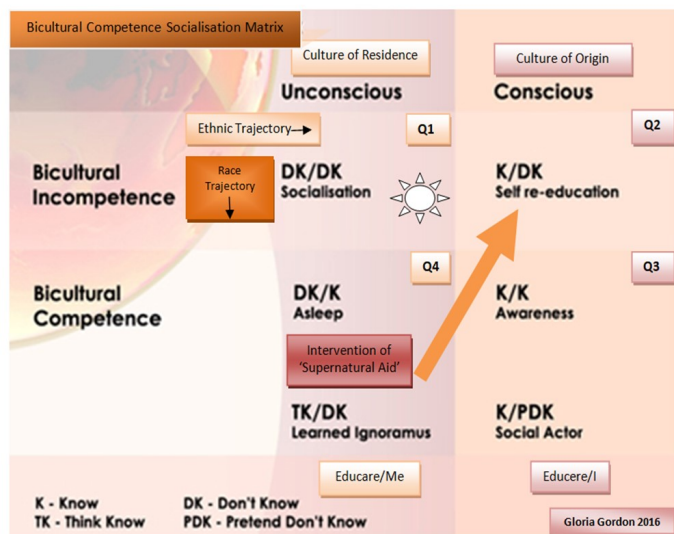 Bicultural Competence Socialisation Matrix
Culture of Residence
Culture of Origin
Unconscious
Conscious
Ethnic Trajectory
Q1
Q2
Bicultural
Incompetence
Race
Trajectory
DK/DK
Socialisation
K/DK
Self re-education
Q4
Q3
Bicultural
Competence
DK/K
Asleep
K/K
Awareness
Intervention of
‘Supernatural Aid’
TK/DK
Learned Ignoramus
K/PDK
Social Actor
Educare/Me
Educere/I
K - Know
DK - Don't Know
TK - Think Know
PDK - Pretend Don't Know
Gloria Gordon 2016